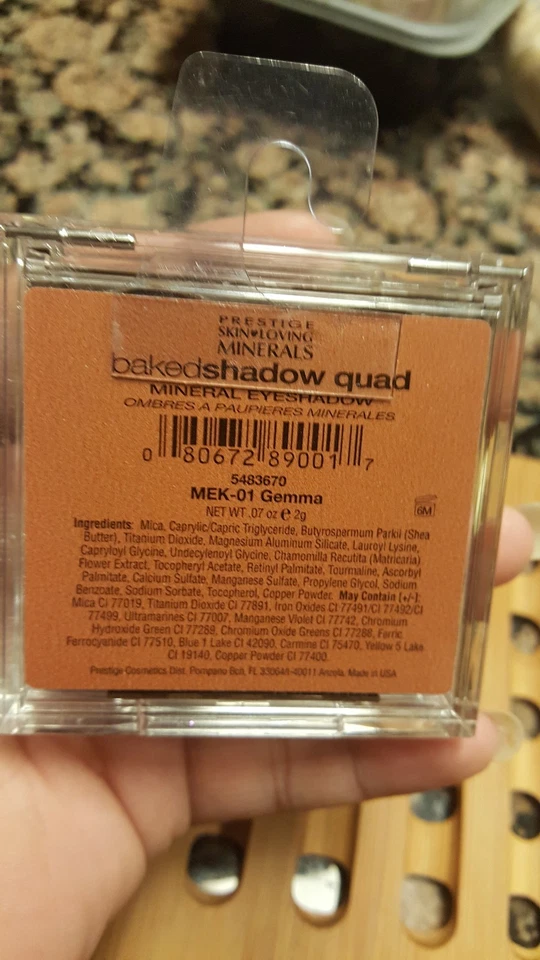 PRESTIGE
SKIN♥LOVING
MINERALS
bakedshadow quad
MINERAL EYESHADOW
OMBRES A PAUPIERES MINERALES
0 80672 89001 7
5483670
MEK-01 Gemma
NET WT .07 oz e 2g
6M
Ingredients: Mica, Caprylic/Capric Triglyceride, Butyrospermum Parkii (Shea
Butter), Titanium Dioxide, Magnesium Aluminum Silicate, Lauroyl Lysine,
Capryloyl Glycine, Undecylenoyl Glycine, Chamomilla Recutita (Matricaria)
Flower Extract, Tocopheryl Acetate, Retinyl Palmitate, Tourmaline, Ascorbyl
Palmitate, Calcium Sulfate, Manganese Sulfate, Propylene Glycol, Sodium
Benzoate, Sodium Sorbate, Tocopherol, Copper Powder. May Contain [+/-]:
Mica CI 77019, Titanium Dioxide CI 77891, Iron Oxides CI 77491/CI 77492/CI
77499, Ultramarines CI 77007, Manganese Violet CI 77742, Chromium
Hydroxide Green CI 77289, Chromium Oxide Greens CI 77288, Ferric
Ferrocyanide CI 77510, Blue 1 Lake CI 42090, Carmine CI 75470, Yellow 5 Lake
CI 19140, Copper Powder CI 77400.
Prestige Cosmetics Dist. Pompano Bch, FL 33064/I-40011 Anzola. Made in USA